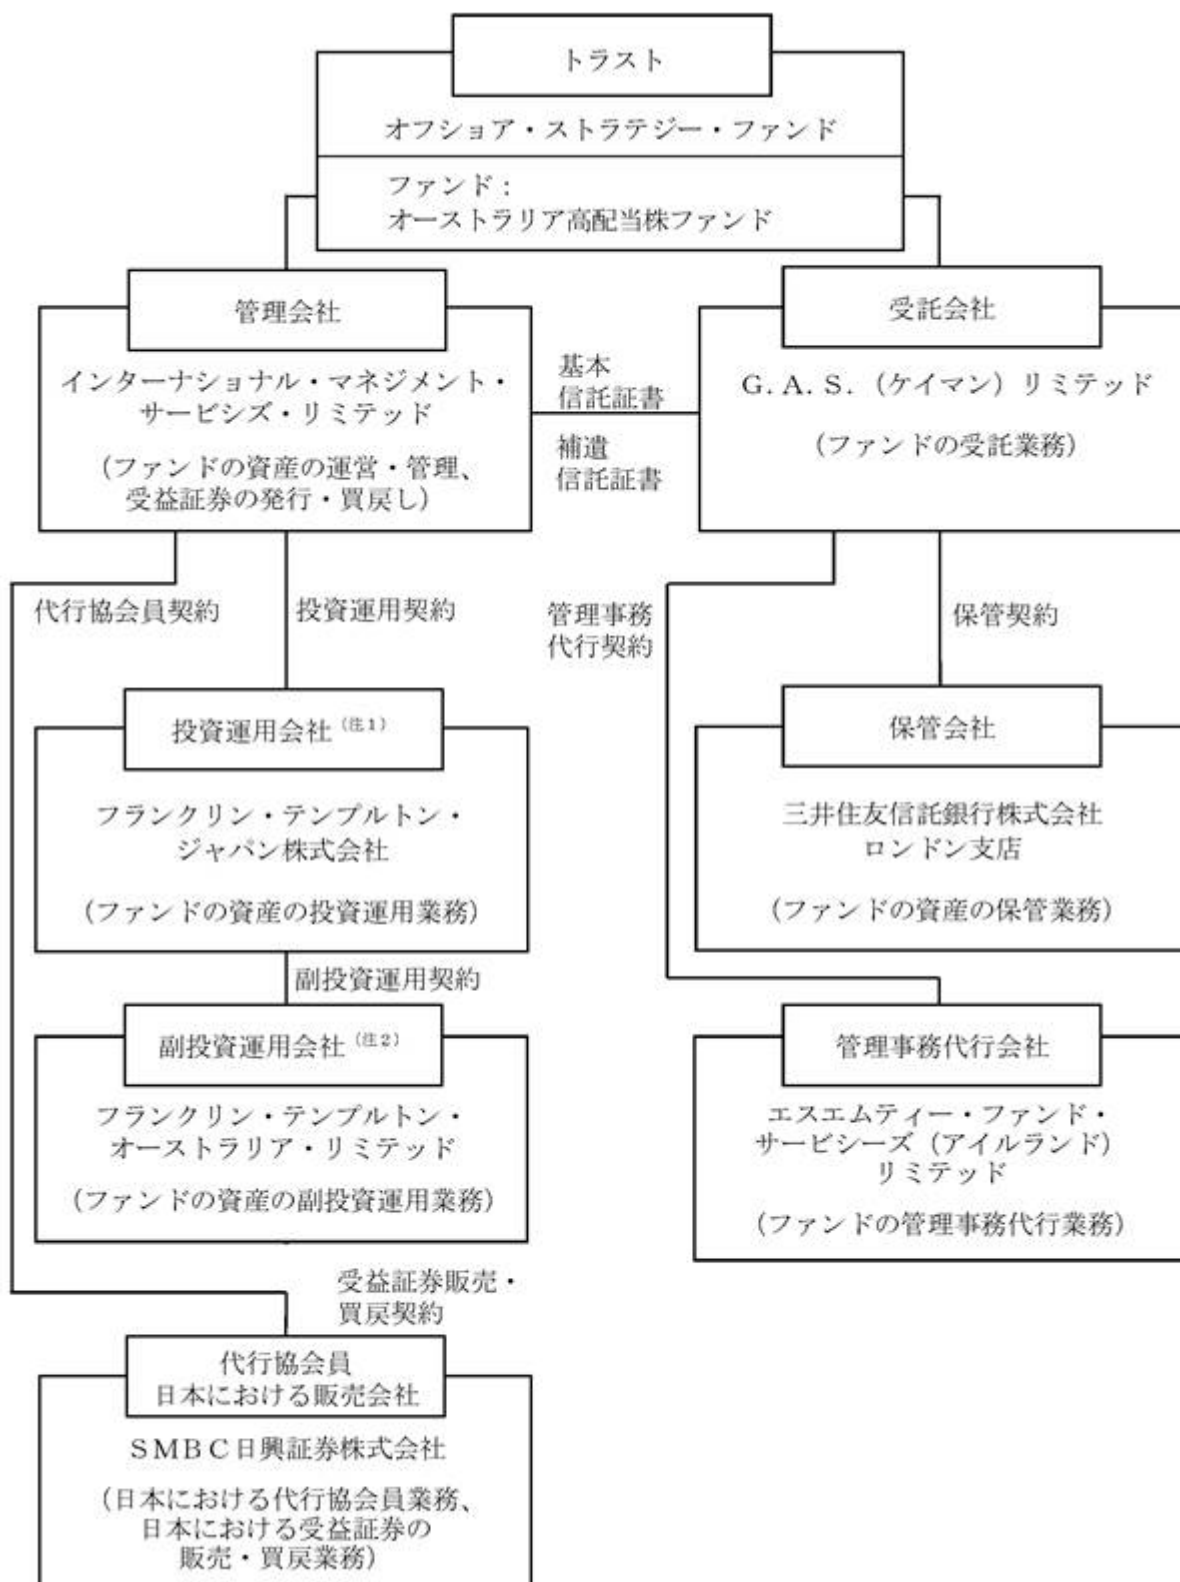 トラスト
オフショア・ストラテジー・ファンド
ファンド：
オーストラリア高配当株ファンド
管理会社
インターナショナル・マネジメント・
サービシズ・リミテッド
（ファンドの資産の運営・管理、
受益証券の発行・買戻し）
基本
信託証書
補遺
信託証書
受託会社
Ｇ.Ａ.Ｓ.（ケイマン）リミテッド
（ファンドの受託業務）
代行協会員契約
投資運用契約
管理事務
代行契約
保管契約
投資運用会社（注１）
フランクリン・テンプルトン・
ジャパン株式会社
（ファンドの資産の投資運用業務）
保管会社
三井住友信託銀行株式会社
ロンドン支店
（ファンドの資産の保管業務）
副投資運用契約
副投資運用会社（注２）
フランクリン・テンプルトン・
オーストラリア・リミテッド
（ファンドの資産の副投資運用業務）
管理事務代行会社
エスエムティー・ファンド・
サービシーズ（アイルランド）
リミテッド
（ファンドの管理事務代行業務）
受益証券販売・
買戻契約
代行協会員
日本における販売会社
ＳＭＢＣ日興証券株式会社
（日本における代行協会員業務、
日本における受益証券の
販売・買戻業務）